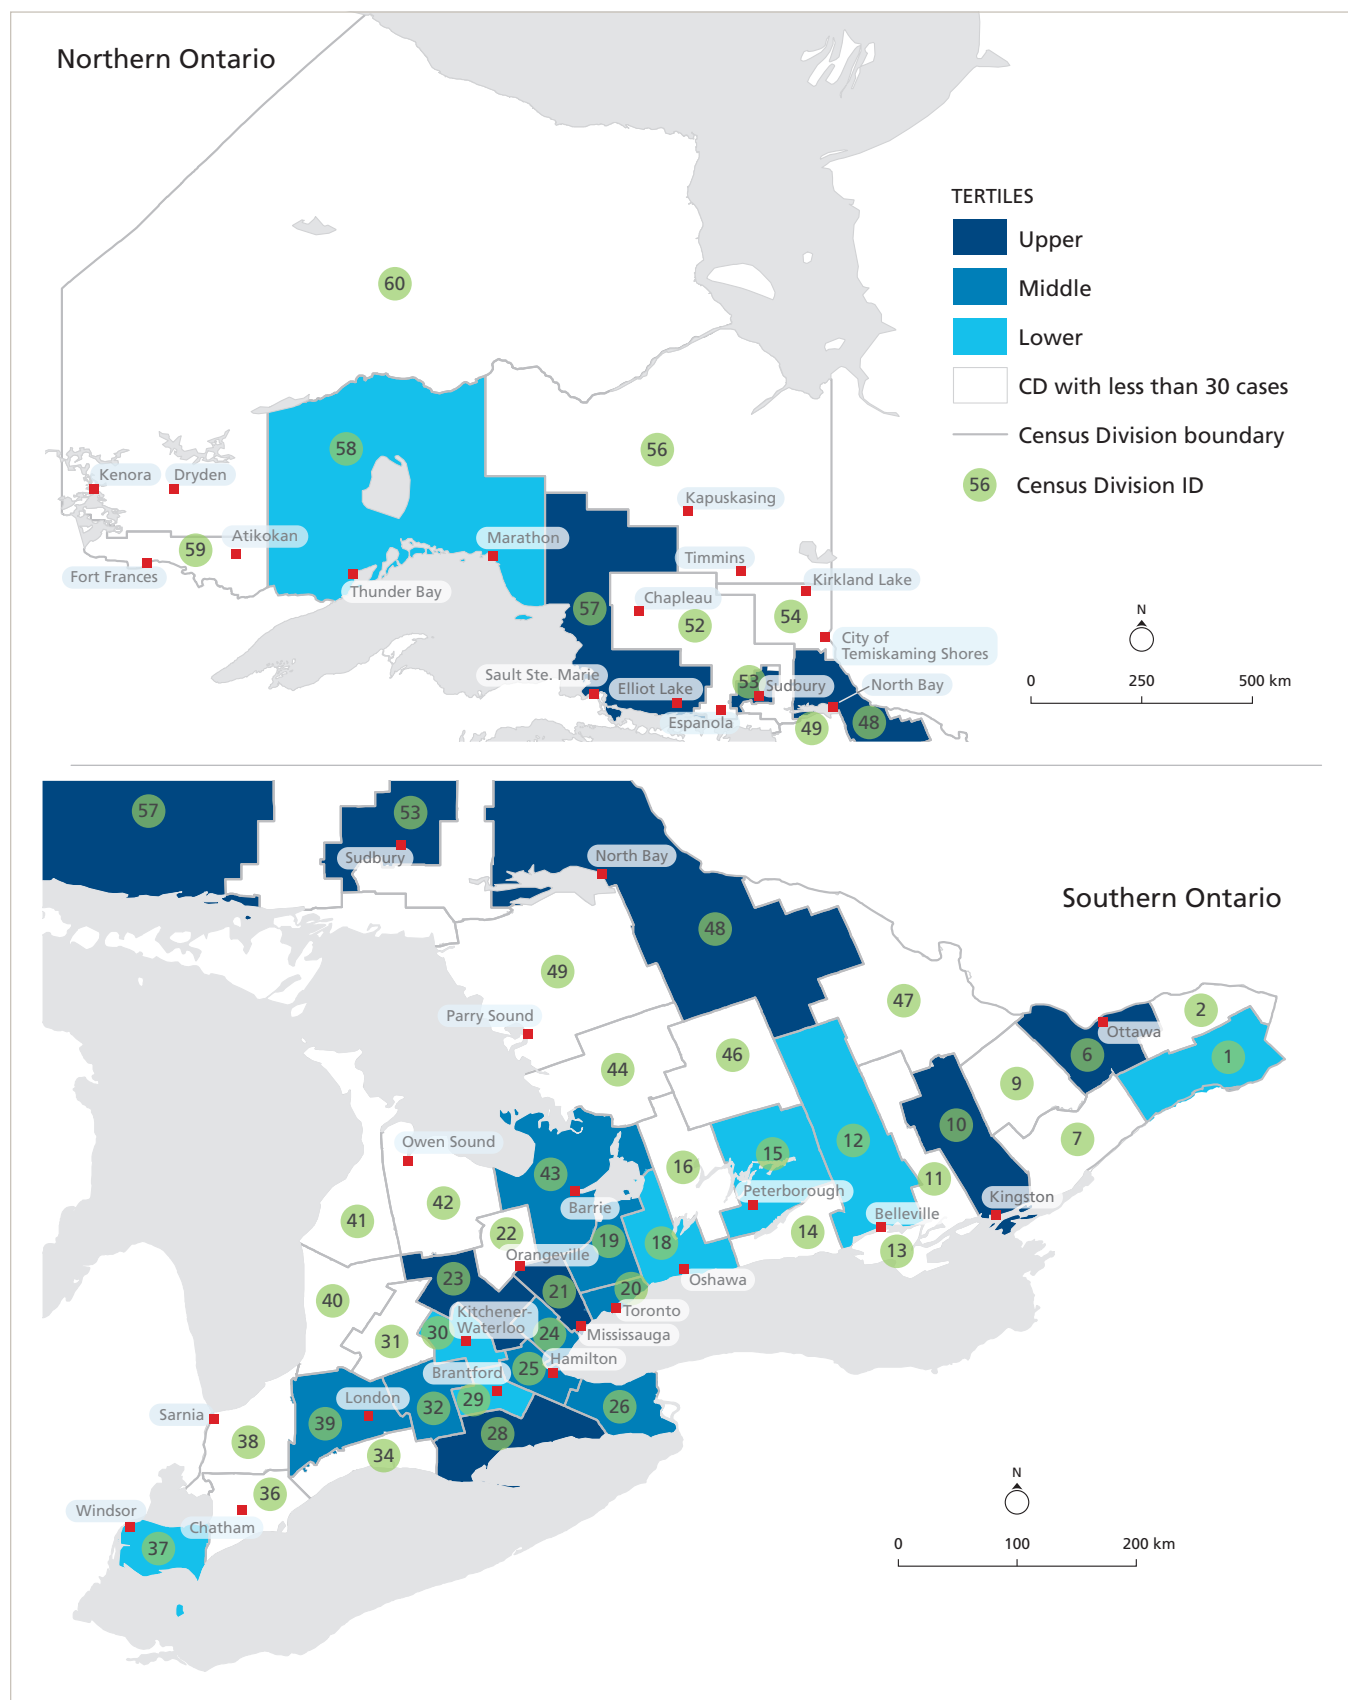 Northern Ontario
TERTILES
Upper
Middle
Lower
CD with less than 30 cases
Census Division boundary
56 Census Division ID
60
58
56
Kenora
Dryden
Kapuskasing
Atikokan
59
Marathon
Timmins
Fort Frances
Thunder Bay
Kirkland Lake
Chapleau
57
52
54
N
City of
Temiskaming Shores
Sault Ste. Marie
53
Sudbury
North Bay
Elliot Lake
Espanola
49
48
0 250 500 km
57
53
Sudbury
North Bay
Southern Ontario
48
49
47
2
Parry Sound
Ottawa
46
6
1
44
9
10
7
Owen Sound
12
15
16
43
11
Peterborough
Kingston
42
Barrie
Belleville
41
22
19
18
14
13
Orangeville
23
Oshawa
21
20
40
Kitchener-
Waterloo
Toronto
30
24
Mississauga
31
Hamilton
25
Brantford
London
29
32
26
Sarnia
39
28
38
34
36
N
Windsor
Chatham
37
0 100 200 km